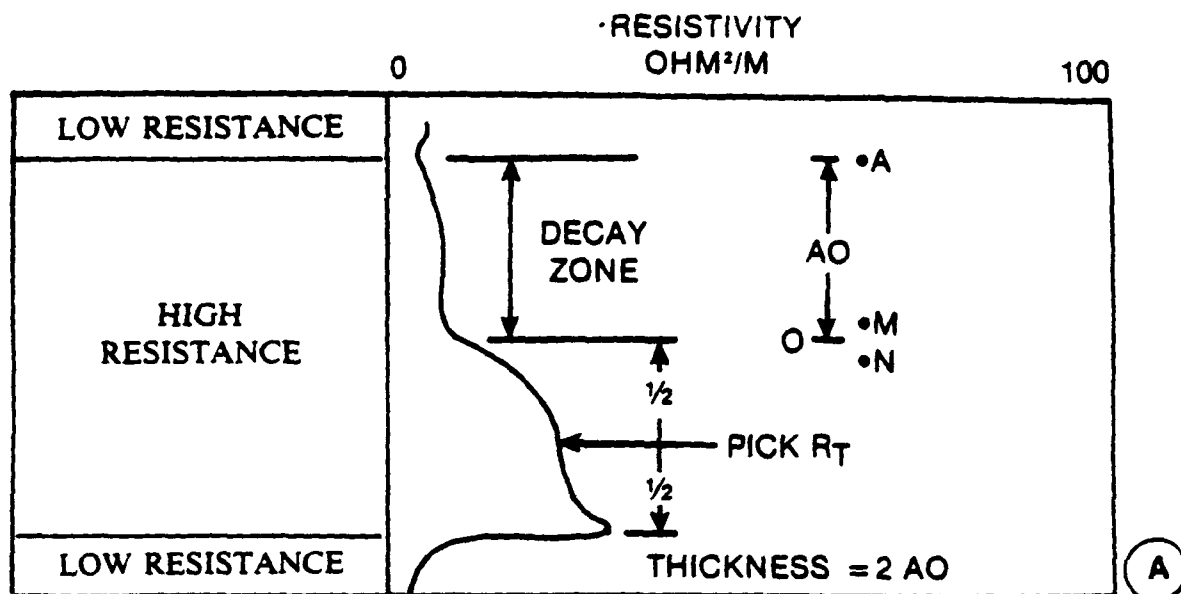 ·RESISTIVITY
OHM²/M
0
100
LOW RESISTANCE
•A
DECAY
ZONE
AO
HIGH
RESISTANCE
•M
O
•N
½
PICK RT
½
LOW RESISTANCE
THICKNESS = 2 AO
A